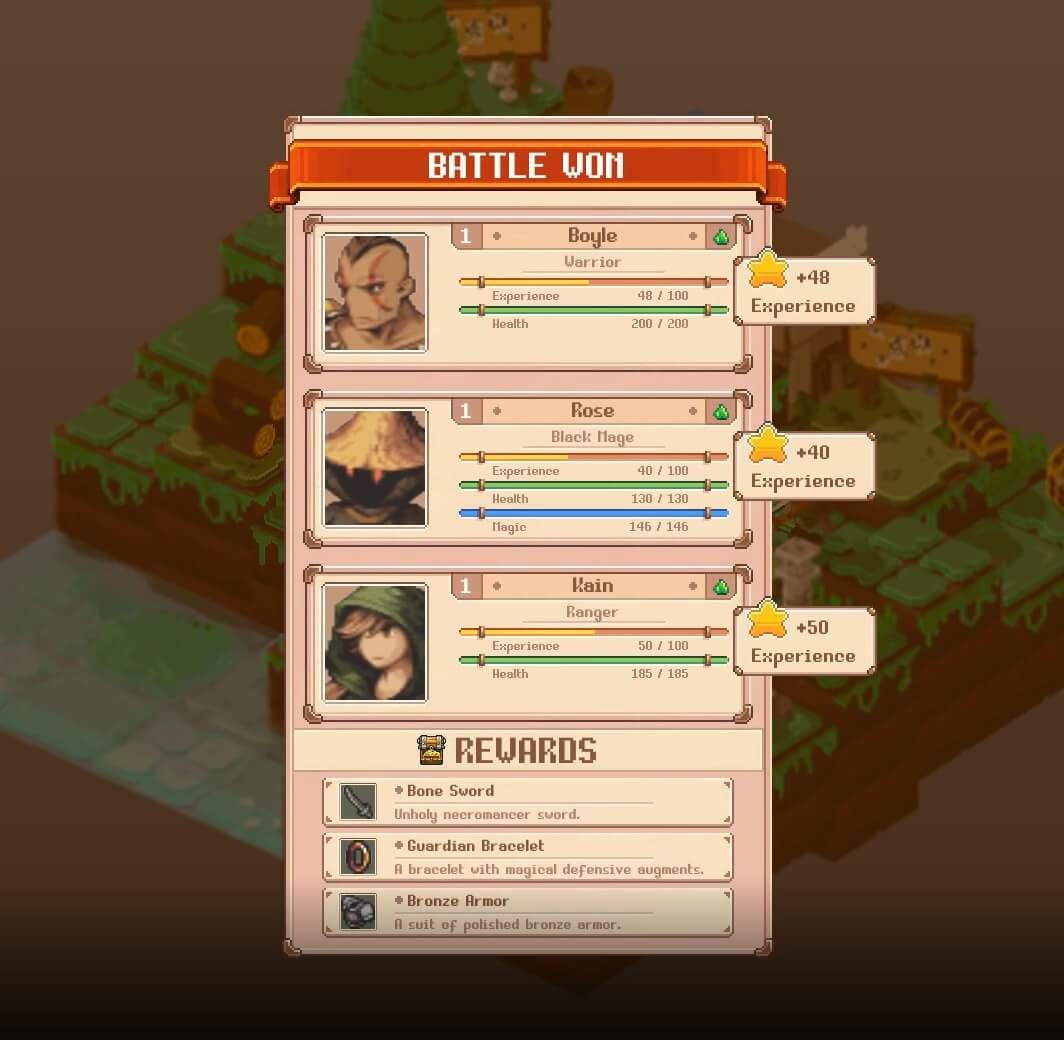 BATTLE WON
1 Boyle
Warrior
Experience 48 / 100
Health 200 / 200
+48
Experience
1 Rose
Black Mage
Experience 40 / 100
Health 130 / 130
Magic 146 / 146
+40
Experience
1 Kain
Ranger
Experience 50 / 100
Health 185 / 185
+50
Experience
REWARDS
Bone Sword
Unholy necromancer sword.
Guardian Bracelet
A bracelet with magical defensive augments.
Bronze Armor
A suit of polished bronze armor.